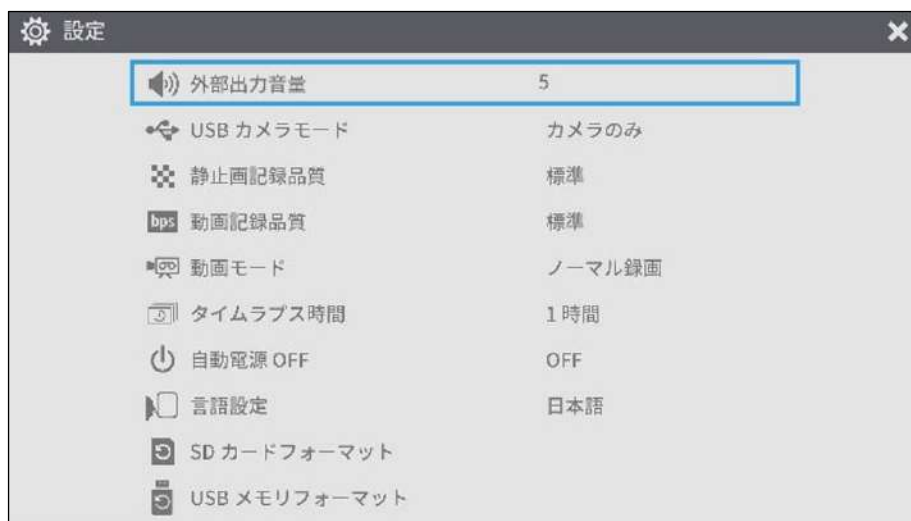 設定
外部出力音量 5
USB カメラモード カメラのみ
静止画記録品質 標準
bps 動画記録品質 標準
動画モード ノーマル録画
タイムラプス時間 1 時間
自動電源 OFF OFF
言語設定 日本語
SD カードフォーマット
USB メモリフォーマット